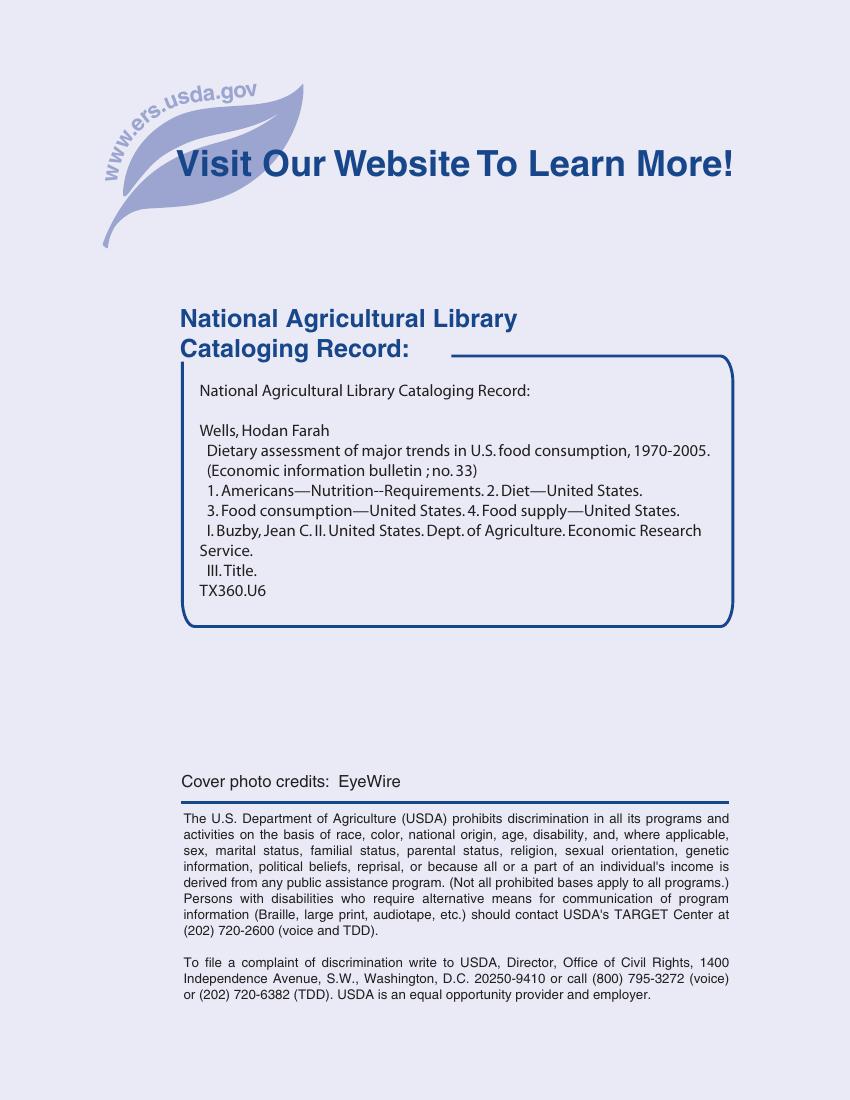 www.ers.usda.gov
Visit Our Website To Learn More!
National Agricultural Library
Cataloging Record:
National Agricultural Library Cataloging Record:
Wells, Hodan Farah
Dietary assessment of major trends in U.S. food consumption, 1970-2005.
(Economic information bulletin ; no. 33)
1. Americans—Nutrition--Requirements. 2. Diet—United States.
3. Food consumption—United States. 4. Food supply—United States.
I. Buzby, Jean C. II. United States. Dept. of Agriculture. Economic Research
Service.
III. Title.
TX360.U6
Cover photo credits:  EyeWire
The U.S. Department of Agriculture (USDA) prohibits discrimination in all its programs and
activities on the basis of race, color, national origin, age, disability, and, where applicable,
sex, marital status, familial status, parental status, religion, sexual orientation, genetic
information, political beliefs, reprisal, or because all or a part of an individual's income is
derived from any public assistance program. (Not all prohibited bases apply to all programs.)
Persons with disabilities who require alternative means for communication of program
information (Braille, large print, audiotape, etc.) should contact USDA's TARGET Center at
(202) 720-2600 (voice and TDD).
To file a complaint of discrimination write to USDA, Director, Office of Civil Rights, 1400
Independence Avenue, S.W., Washington, D.C. 20250-9410 or call (800) 795-3272 (voice)
or (202) 720-6382 (TDD). USDA is an equal opportunity provider and employer.